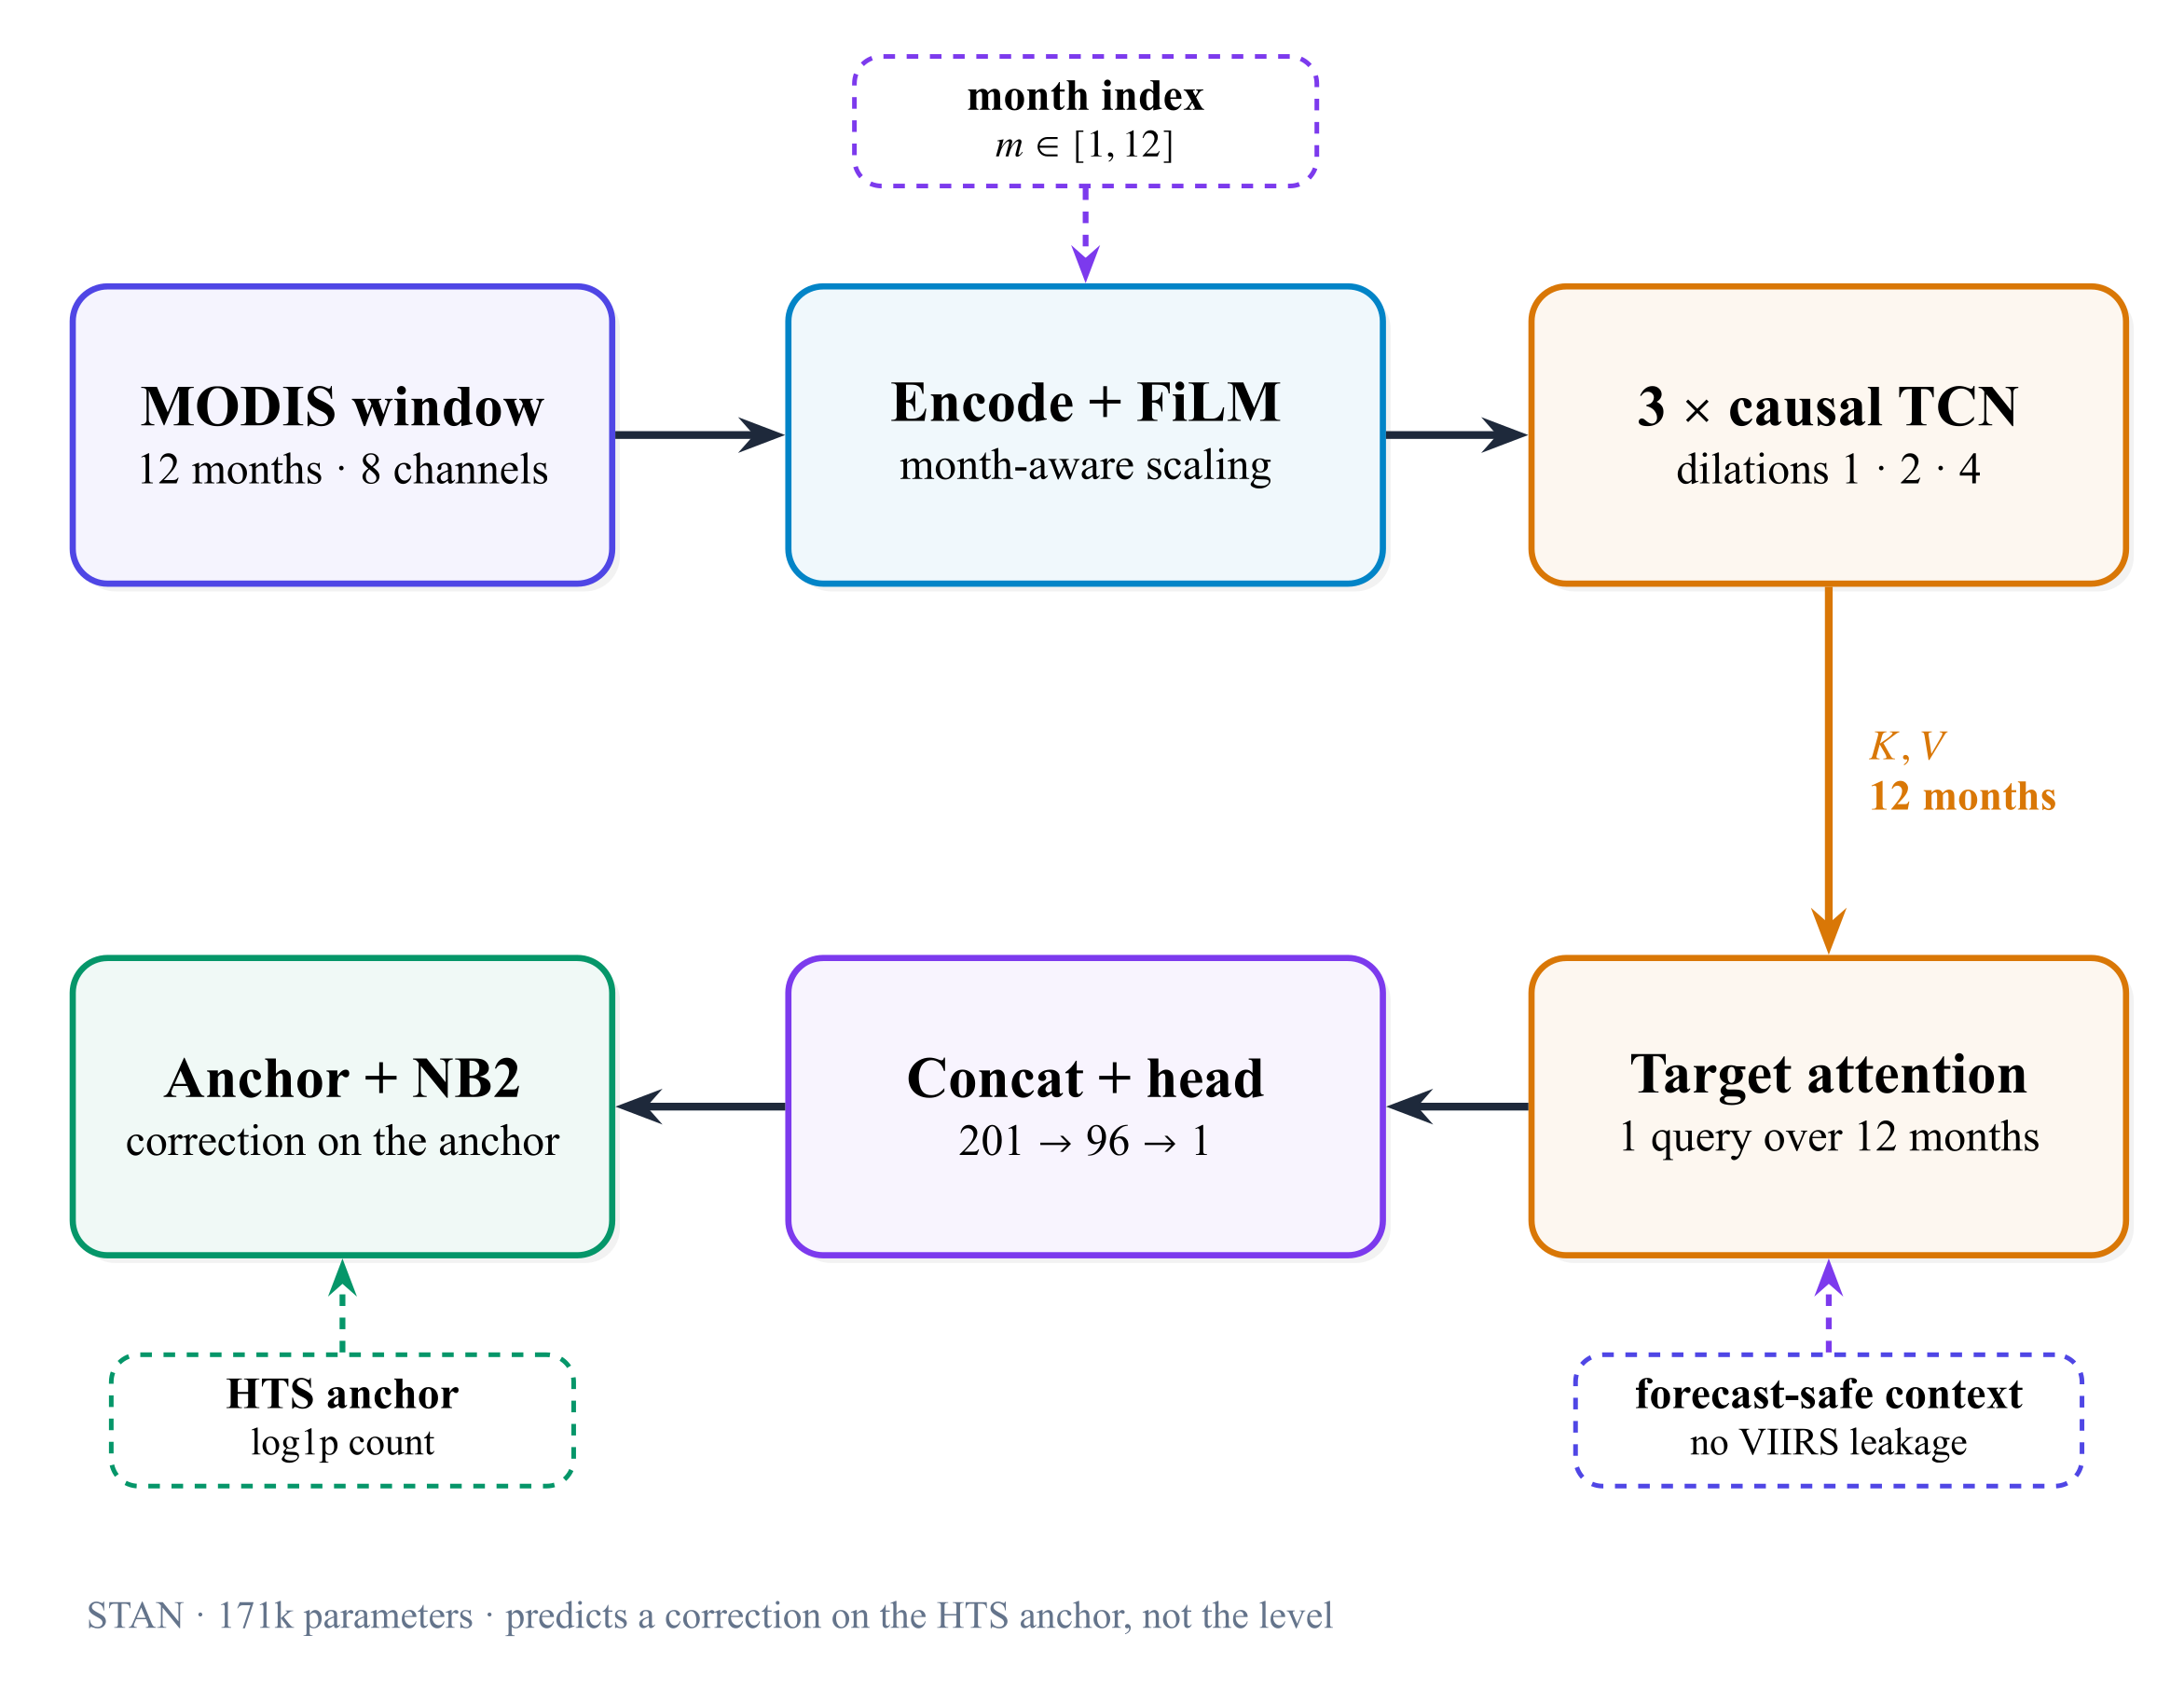 month index
m ∈ [1, 12]
MODIS window
12 months · 8 channels
Encode + FiLM
month-aware scaling
3 × causal TCN
dilations 1 · 2 · 4
K, V
12 months
Anchor + NB2
correction on the anchor
Concat + head
201 → 96 → 1
Target attention
1 query over 12 months
HTS anchor
log1p count
forecast-safe context
no VIIRS leakage
STAN · 171k parameters · predicts a correction on the HTS anchor, not the level